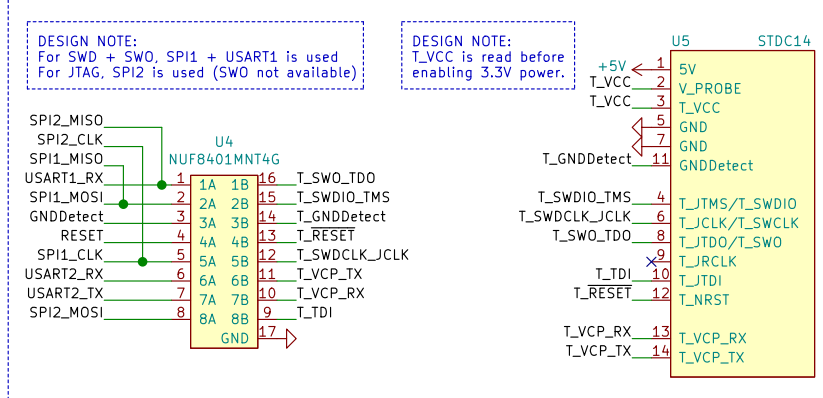 DESIGN NOTE:
For SWD + SWO, SPI1 + USART1 is used
For JTAG, SPI2 is used (SWO not available)
DESIGN NOTE:
T_VCC is read before
enabling 3.3V power.
SPI2_MISO
SPI2_CLK
SPI1_MISO
USART1_RX
SPI1_MOSI
GNDDetect
RESET
SPI1_CLK
USART2_RX
USART2_TX
SPI2_MOSI
U4
NUF8401MNT4G
1 1A 1B 16 T_SWO_TDO
2 2A 2B 15 T_SWDIO_TMS
3 3A 3B 14 T_GNDDetect
4 4A 4B 13 T_RESET
5 5A 5B 12 T_SWDCLK_JCLK
6 6A 6B 11 T_VCP_TX
7 7A 7B 10 T_VCP_RX
8 8A 8B 9 T_TDI
GND 17
U5 STDC14
+5V 1 5V
T_VCC 2 V_PROBE
T_VCC 3 T_VCC
5 GND
7 GND
T_GNDDetect 11 GNDDetect
T_SWDIO_TMS 4 T_JTMS/T_SWDIO
T_SWDCLK_JCLK 6 T_JCLK/T_SWCLK
T_SWO_TDO 8 T_JTDO/T_SWO
9 T_JRCLK
T_TDI 10 T_JTDI
T_RESET 12 T_NRST
T_VCP_RX 13 T_VCP_RX
T_VCP_TX 14 T_VCP_TX